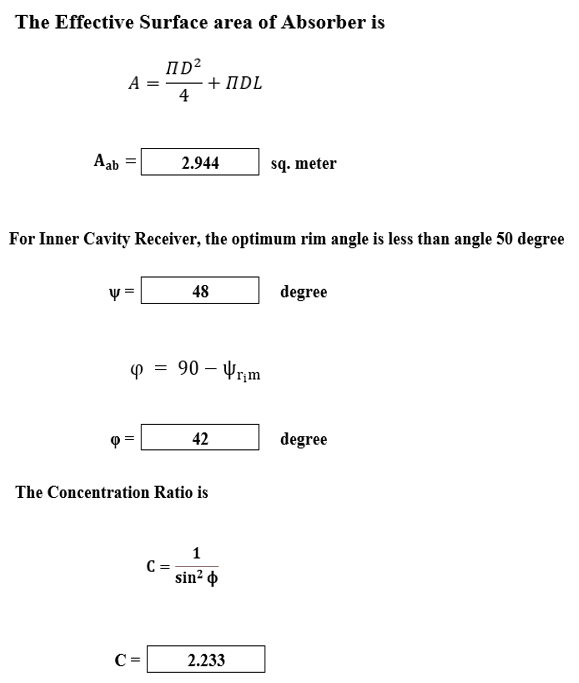 The Effective Surface area of Absorber is
A = ΠD²/4 + ΠDL
Aab = 2.944 sq. meter
For Inner Cavity Receiver, the optimum rim angle is less than angle 50 degree
ψ = 48 degree
φ = 90 − ψrim
φ = 42 degree
The Concentration Ratio is
C = 1/sin² ϕ
C = 2.233